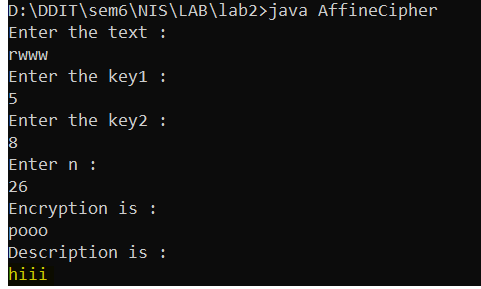 D:\DDIT\sem6\NIS\LAB\lab2>java AffineCipher
Enter the text :
rwww
Enter the key1 :
5
Enter the key2 :
8
Enter n :
26
Encryption is :
pooo
Description is :
hiii